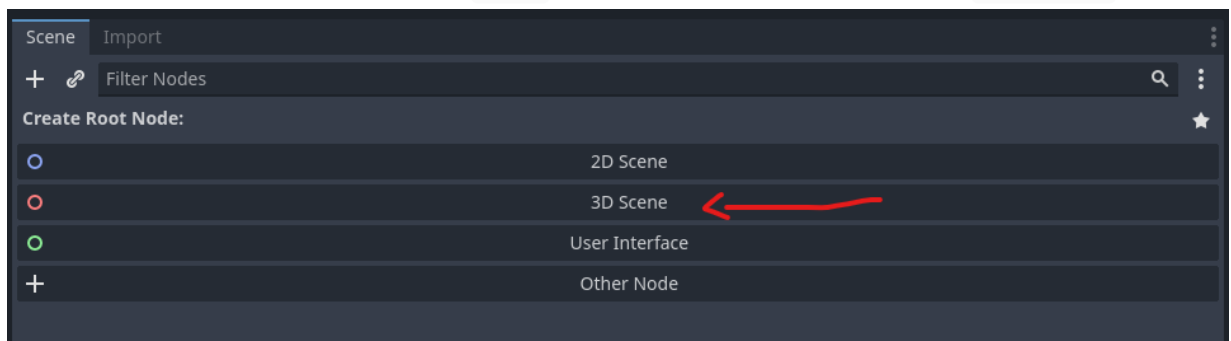 Scene Import
Filter Nodes
Create Root Node:
2D Scene
3D Scene
User Interface
Other Node